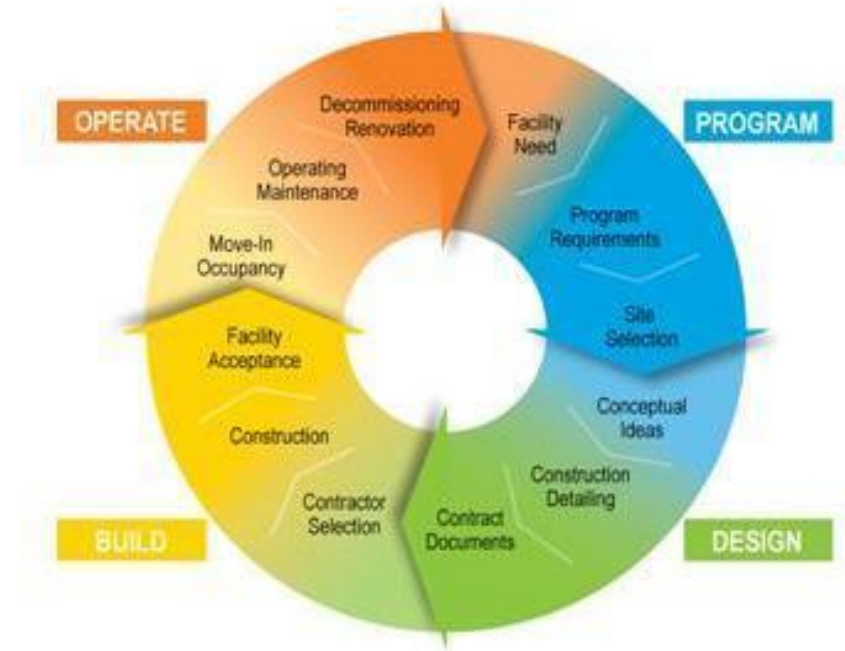 OPERATE
PROGRAM
Decommissioning
Renovation
Facility
Need
Operating
Maintenance
Program
Requirements
Move-In
Occupancy
Site
Selection
Facility
Acceptance
Conceptual
Ideas
Construction
Construction
Detailing
Contractor
Selection
Contract
Documents
BUILD
DESIGN